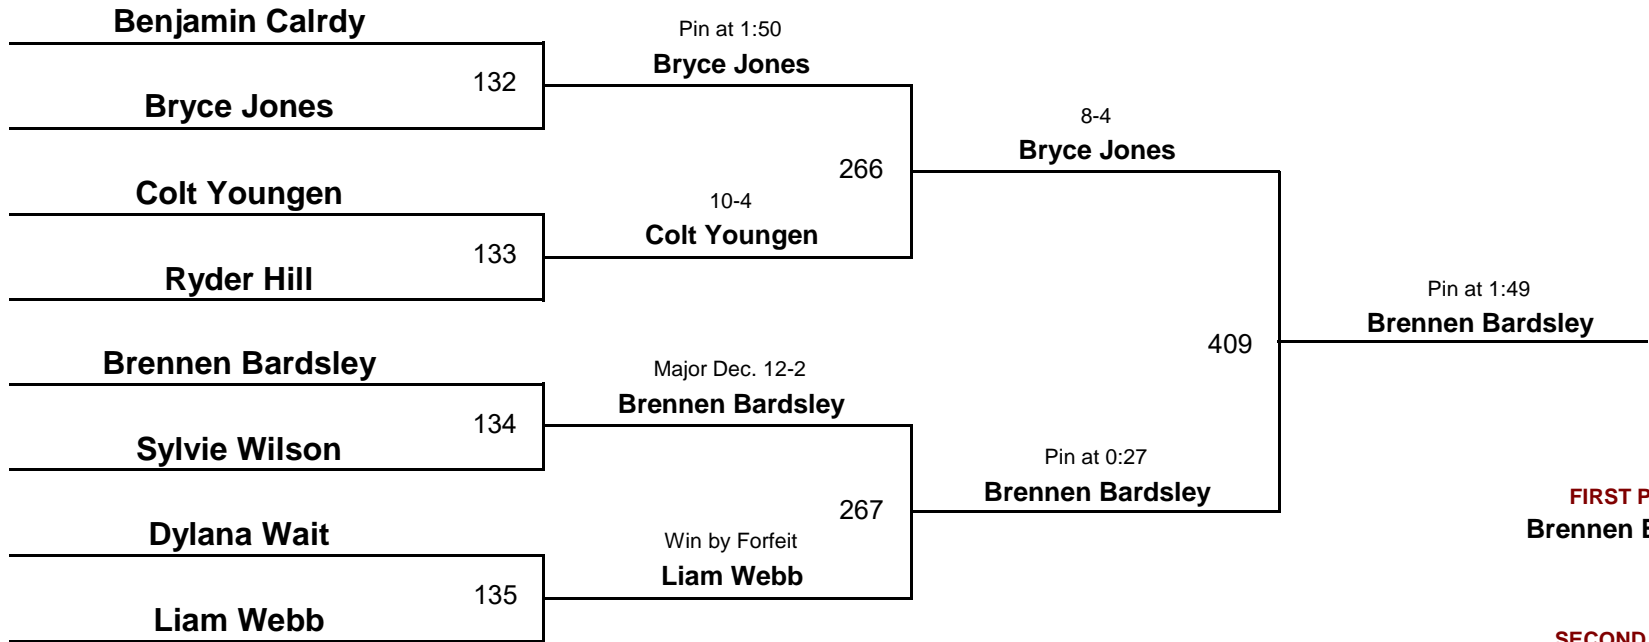 Benjamin Calrdy
Pin at 1:50
Bryce Jones
132
Bryce Jones
8-4
Bryce Jones
266
Colt Youngen
10-4
Colt Youngen
133
Ryder Hill
Pin at 1:49
Brennen Bardsley
409
Brennen Bardsley
Major Dec. 12-2
Brennen Bardsley
134
Sylvie Wilson
Pin at 0:27
Brennen Bardsley
FIRST P
Brennen B
267
Dylana Wait
Win by Forfeit
Liam Webb
135
Liam Webb
SECOND